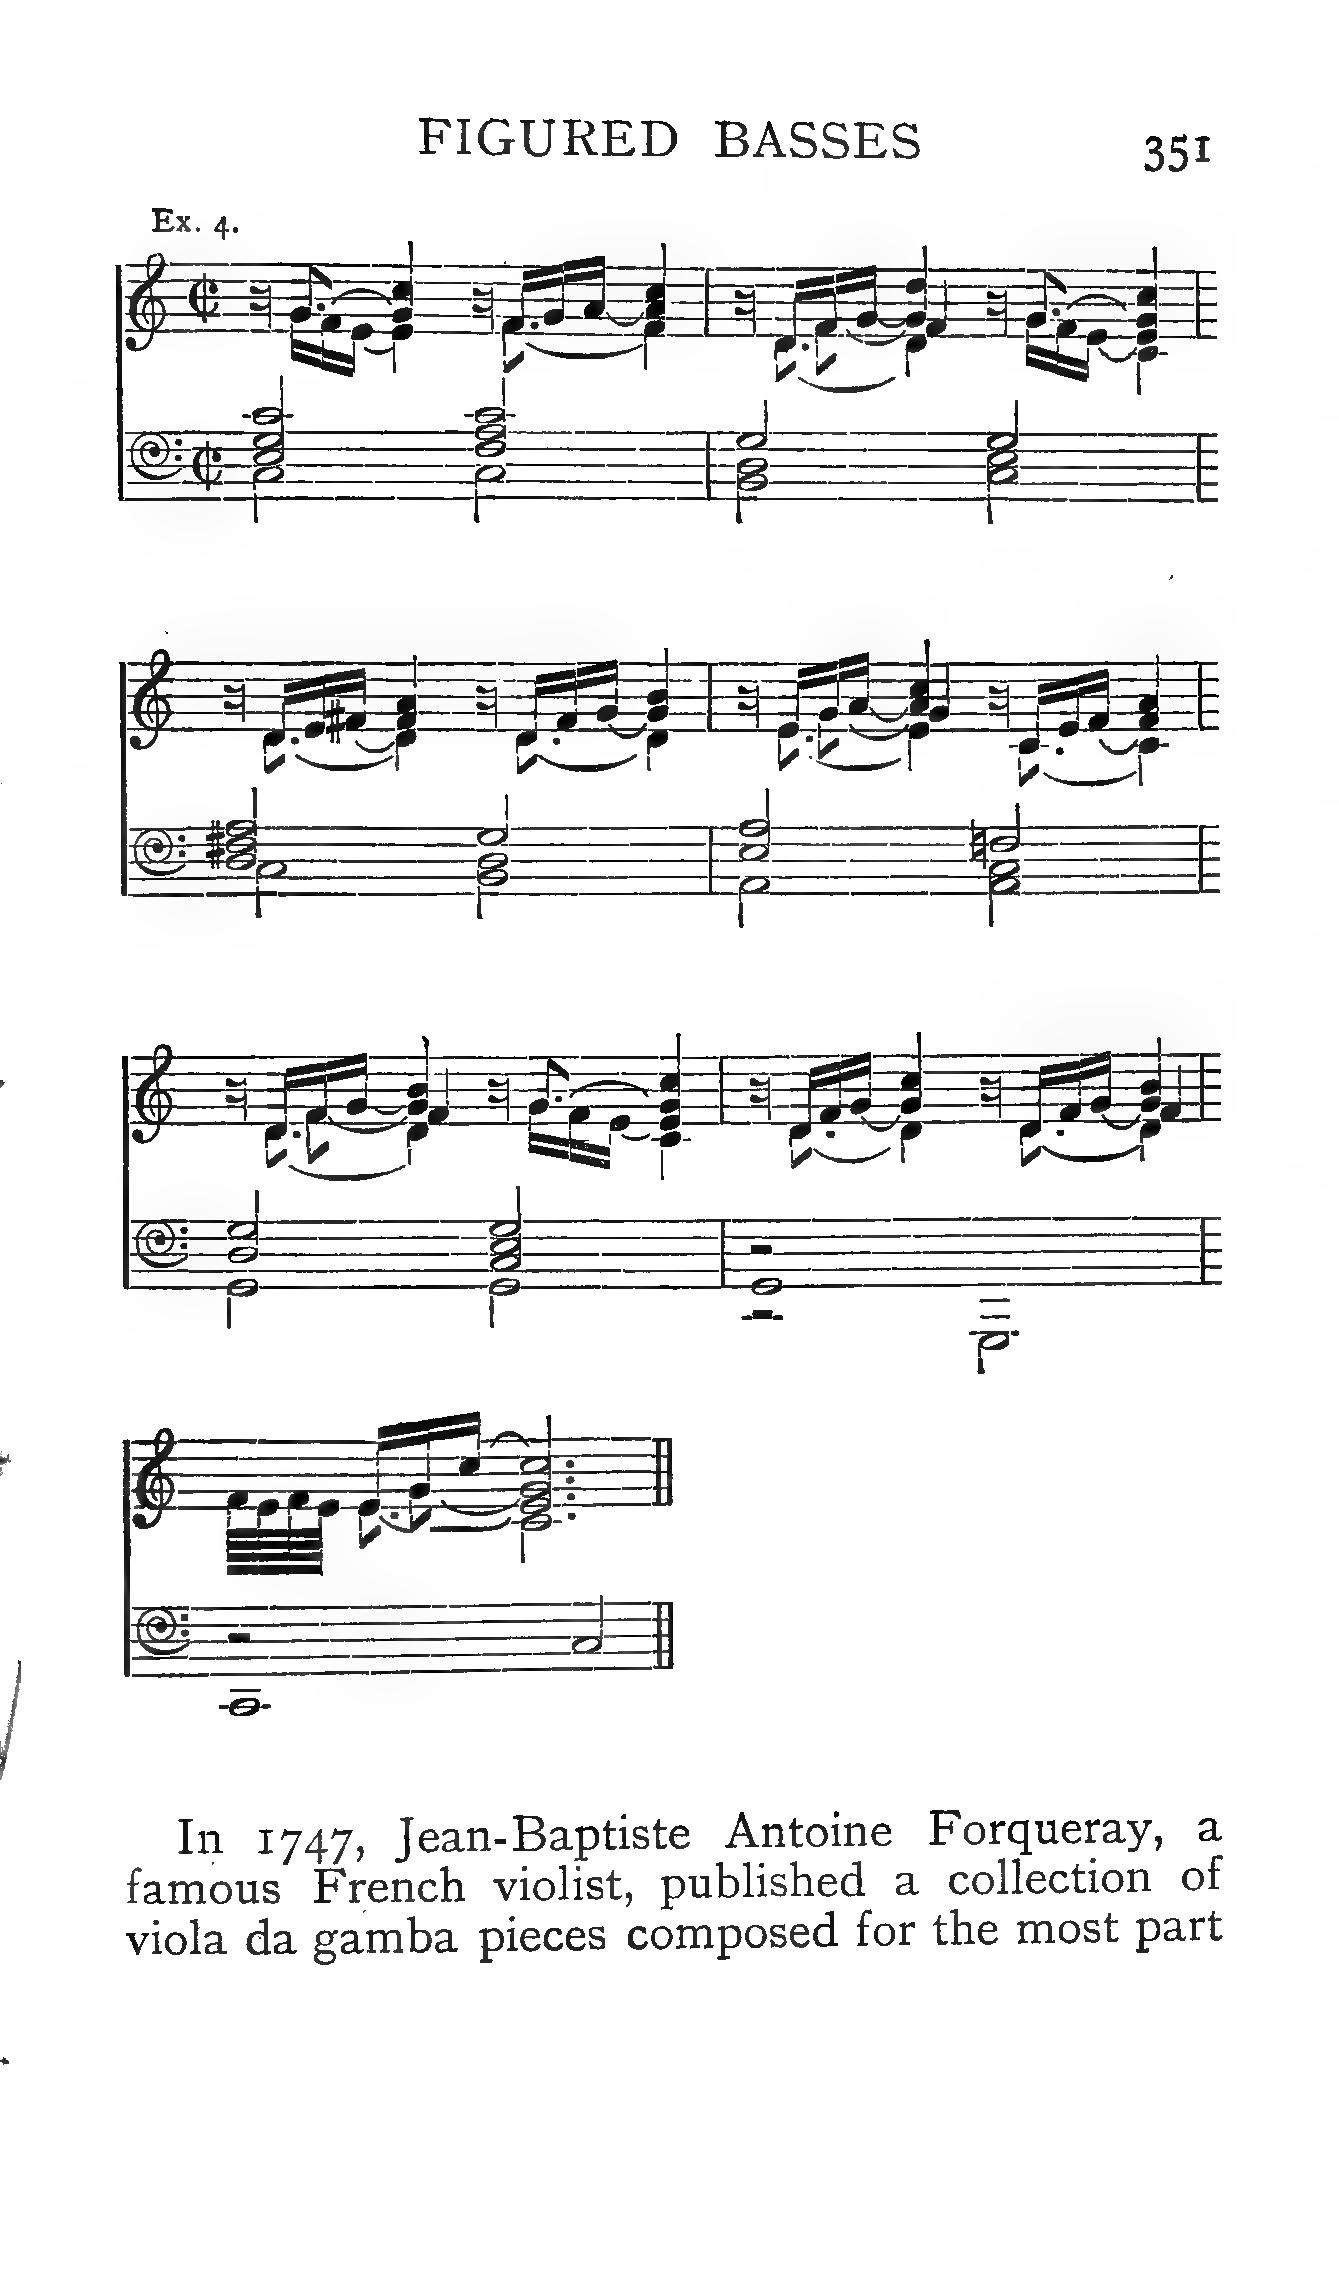 FIGURED BASSES 351
Ex. 4.
In 1747, Jean-Baptiste Antoine Forqueray, a
famous French violist, published a collection of
viola da gamba pieces composed for the most part